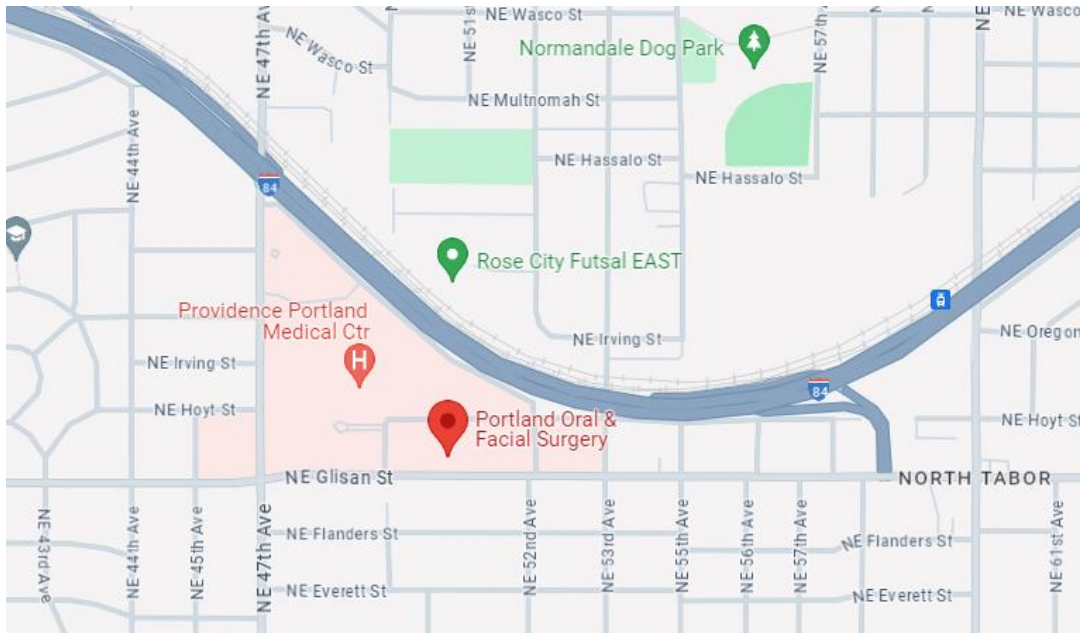 NE Wasco St
NE Wasco
NE 47th Ave
NE Wasco St
NE 51 st
Normandale Dog Park
NE 57th
NE
NE Multnomah St
NE 44th Ave
NE Hassalo St
NE Hassalo St
84
Rose City Futsal EAST
Providence Portland
Medical Ctr
NE Irving St
NE Oregon
NE Irving St
H
84
NE Hoyt St
Portland Oral &
Facial Surgery
NE Hoyt St
NE Glisan St
NORTH TABOR
NE 43rd Ave
NE 44th Ave
NE 45th Ave
NE 47th Ave
NE Flanders St
NE 52nd Ave
NE 53rd Ave
NE 55th Ave
NE 56th Ave
NE 57th Ave
NE Flanders St
NE 61st Ave
NE Everett St
NE Everett St